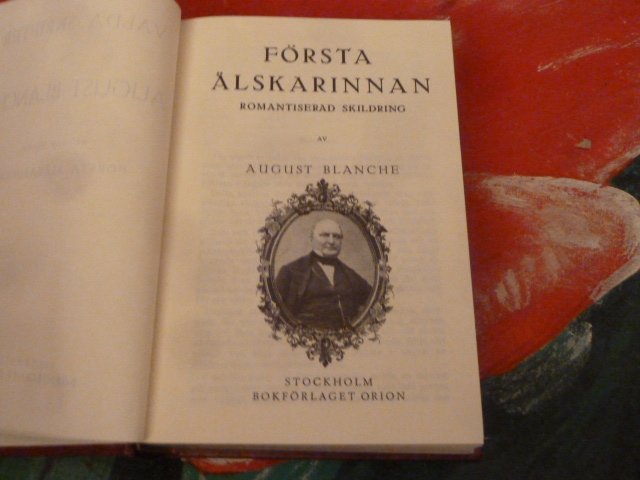 FÖRSTA
ÄLSKARINNAN
ROMANTISERAD SKILDRING
AV
AUGUST BLANCHE
STOCKHOLM
BOKFÖRLAGET ORION